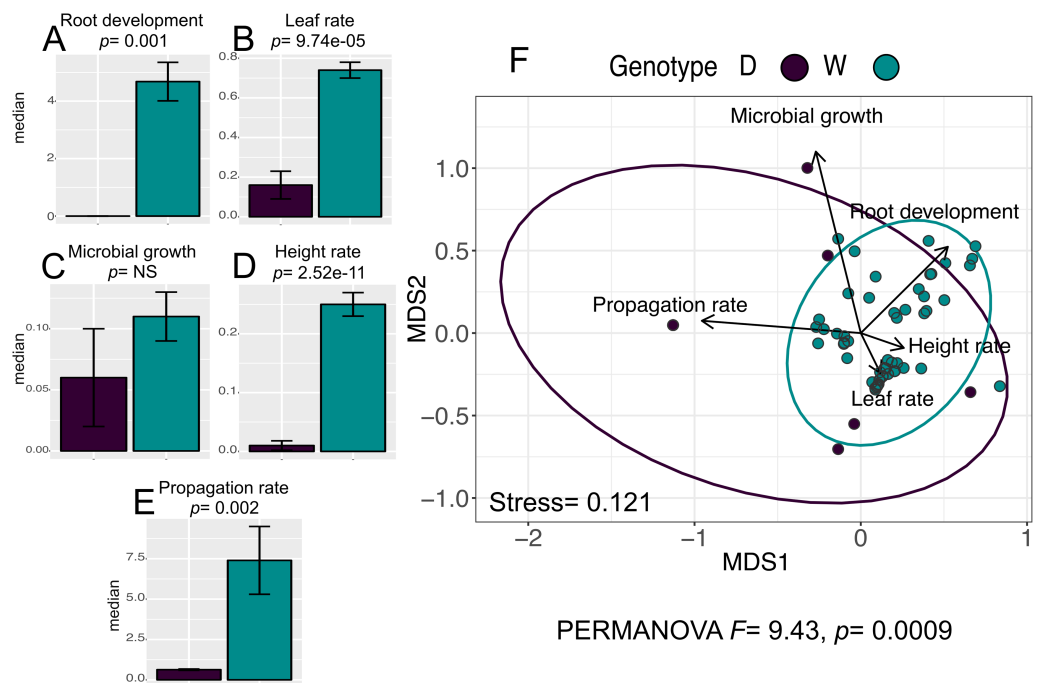 A
Root development
p= 0.001
median
4
2
0
B
Leaf rate
p= 9.74e-05
0.8
0.6
0.4
0.2
0.0
C
Microbial growth
p= NS
median
0.10
0.05
0.00
D
Height rate
p= 2.52e-11
0.2
0.1
0.0
E
Propagation rate
p= 0.002
median
7.5
5.0
2.5
0.0
F
Genotype D W
Microbial growth
Root development
Propagation rate
Height rate
Leaf rate
Stress= 0.121
MDS2
1.0
0.5
0.0
−0.5
−1.0
−2 −1 0 1
MDS1
PERMANOVA F= 9.43, p= 0.0009